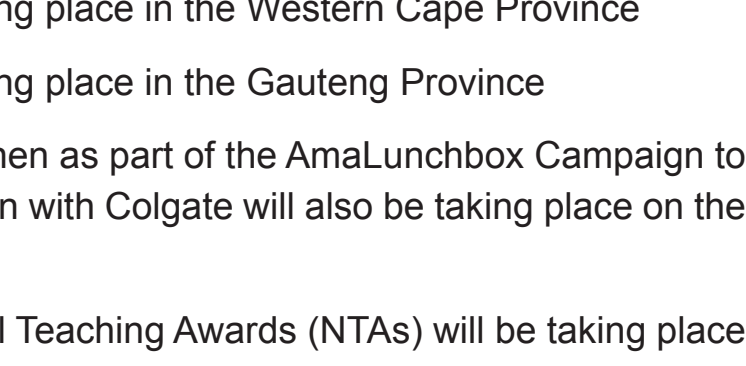 ng place in the Western Cape Province
ng place in the Gauteng Province
hen as part of the AmaLunchbox Campaign to
n with Colgate will also be taking place on the
l Teaching Awards (NTAs) will be taking place